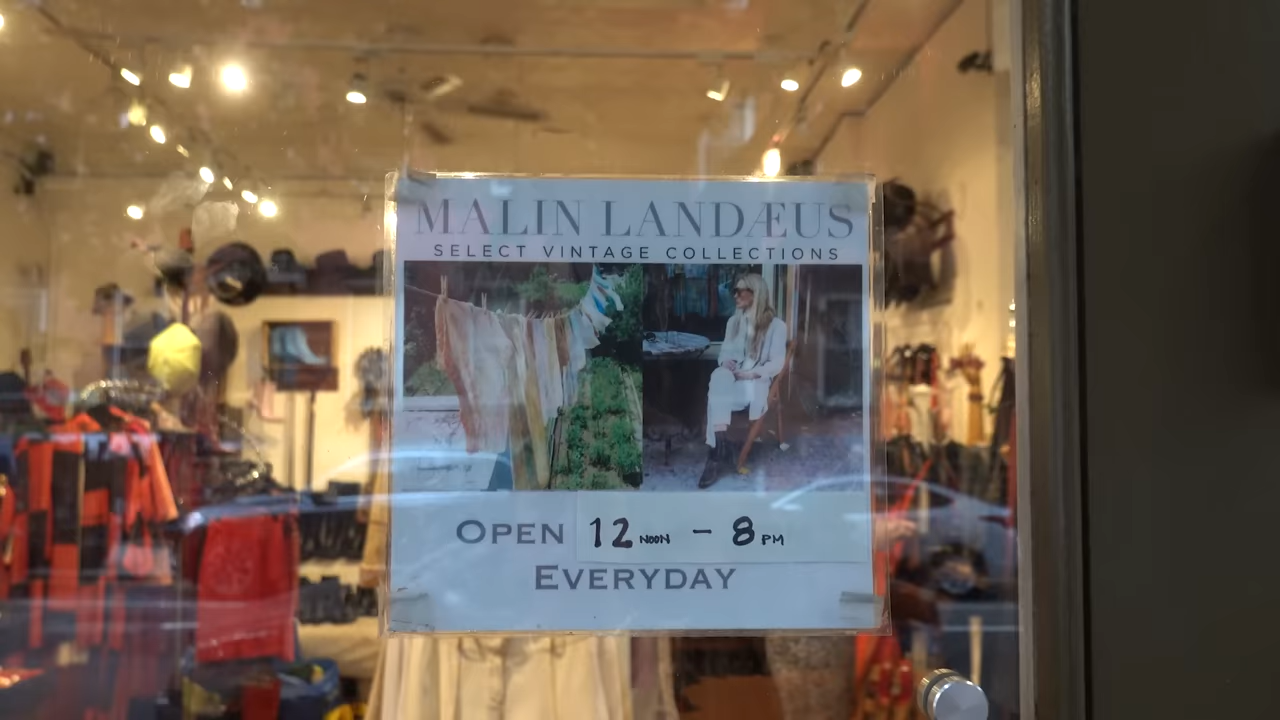 MALIN LANDÆUS
SELECT VINTAGE COLLECTIONS
OPEN 12 NOON - 8 PM
EVERYDAY